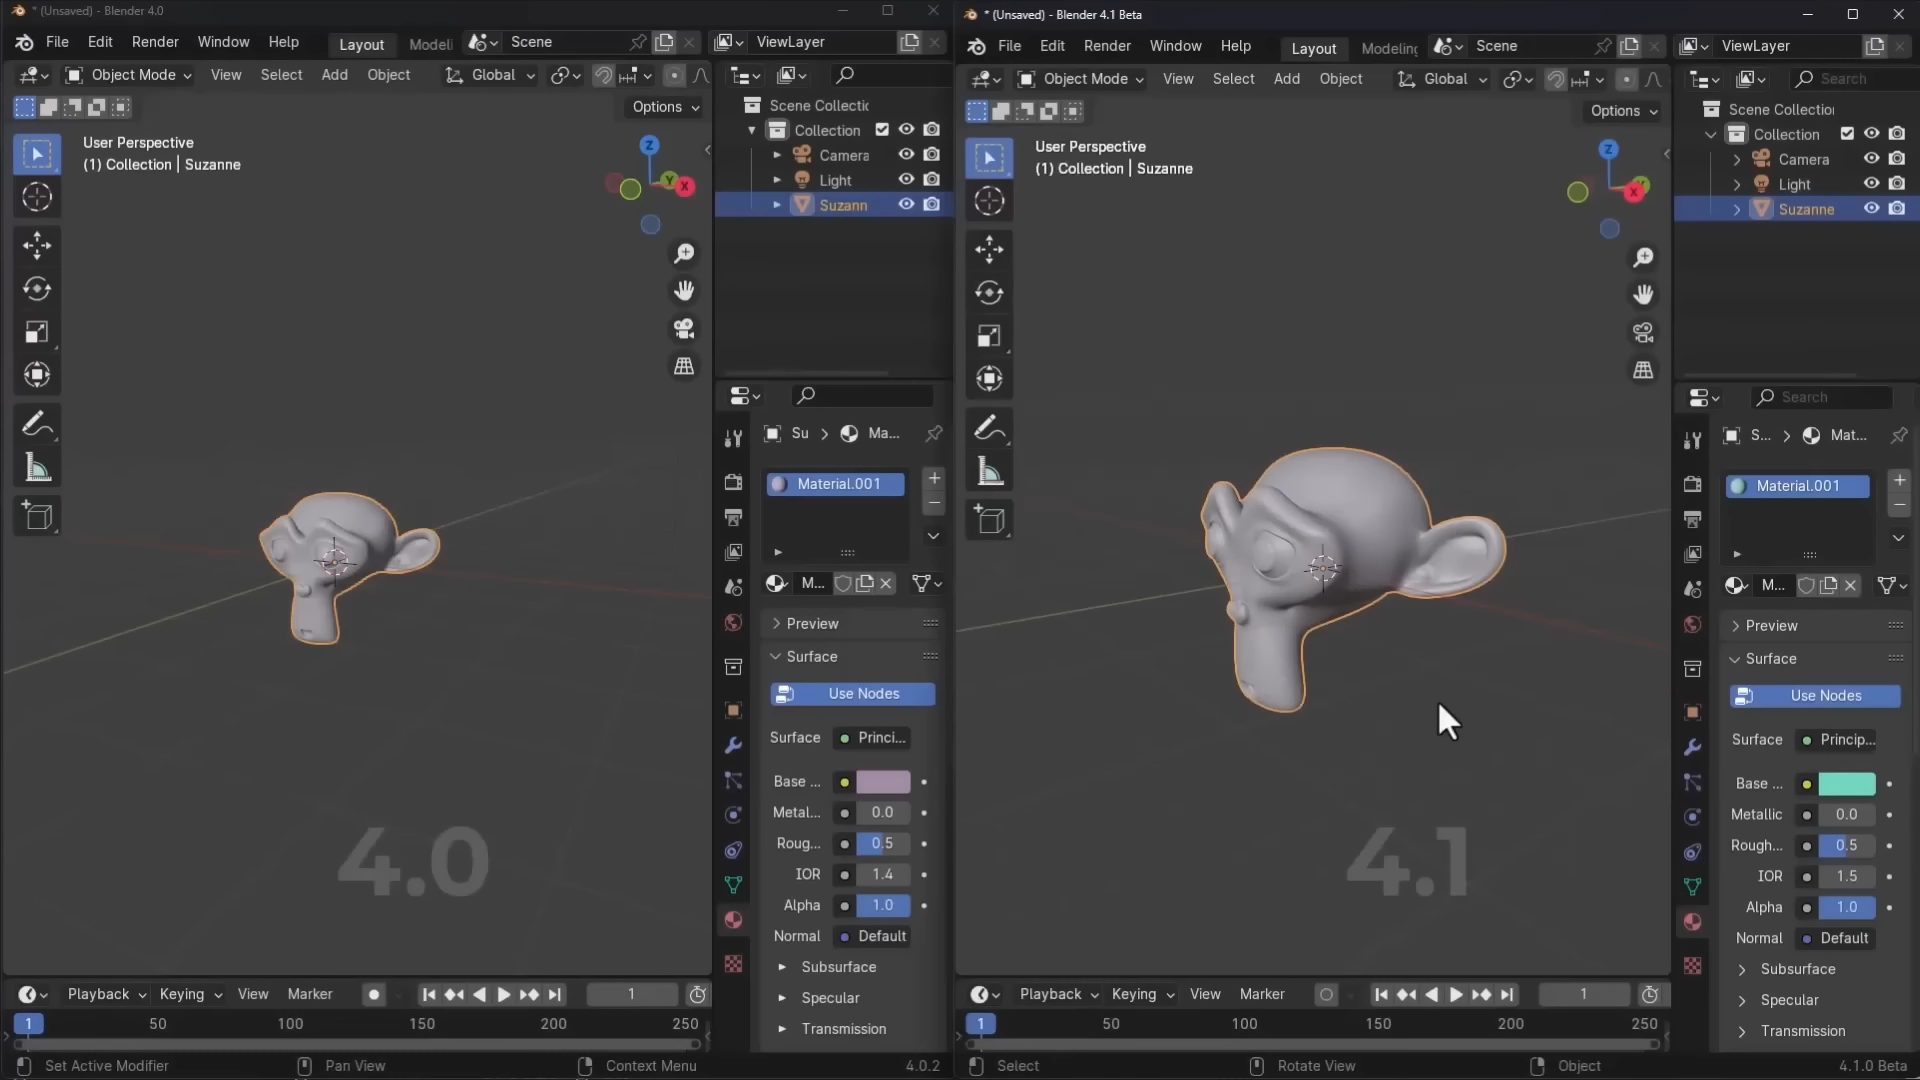 * (Unsaved) - Blender 4.0
File Edit Render Window Help Layout Modeli Scene ViewLayer
Object Mode View Select Add Object Global
Options
User Perspective
(1) Collection | Suzanne
Z
Y
X
Scene Collectic
Collection
Camera
Light
Suzann
Su > Ma...
Material.001
M...
Preview
Surface
Use Nodes
Surface Princi...
Base ...
Metal... 0.0
Roug... 0.5
IOR 1.4
Alpha 1.0
Normal Default
Subsurface
Specular
Transmission
4.0
Playback Keying View Marker 1
1 50 100 150 200 250
Set Active Modifier Pan View Context Menu 4.0.2
* (Unsaved) - Blender 4.1 Beta
File Edit Render Window Help Layout Modeling Scene ViewLayer
Object Mode View Select Add Object Global
Search
Options
User Perspective
(1) Collection | Suzanne
Z
X
Scene Collection
Collection
Camera
Light
Suzanne
Search
S... > Mat...
Material.001
M...
Preview
Surface
Use Nodes
Surface Princip...
Base ...
Metallic 0.0
Rough... 0.5
IOR 1.5
Alpha 1.0
Normal Default
Subsurface
Specular
Transmission
4.1
Playback Keying View Marker 1
1 50 100 150 200 250
Select Rotate View Object 4.1.0 Beta